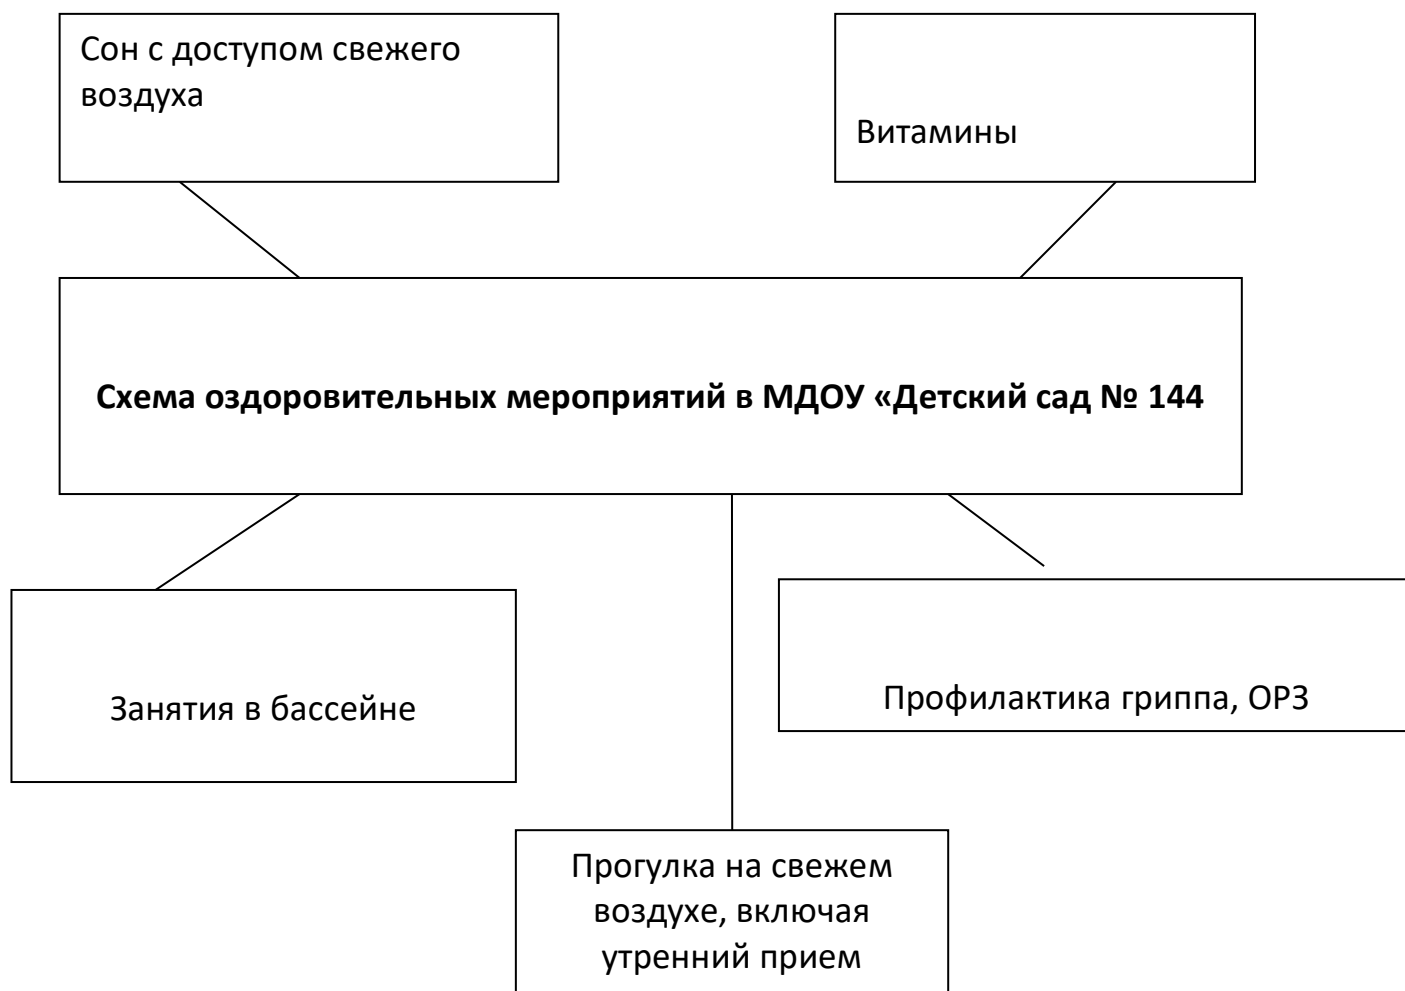 Сон с доступом свежего
воздуха
Витамины
Схема оздоровительных мероприятий в МДОУ «Детский сад № 144
Занятия в бассейне
Профилактика гриппа, ОРЗ
Прогулка на свежем
воздухе, включая
утренний прием